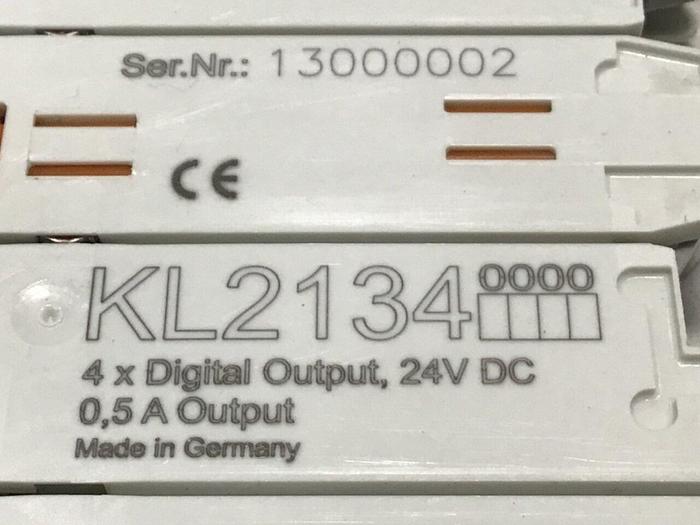 Ser.Nr.: 13000002
CE
KL2134 0000
4 x Digital Output, 24V DC
0,5 A Output
Made in Germany